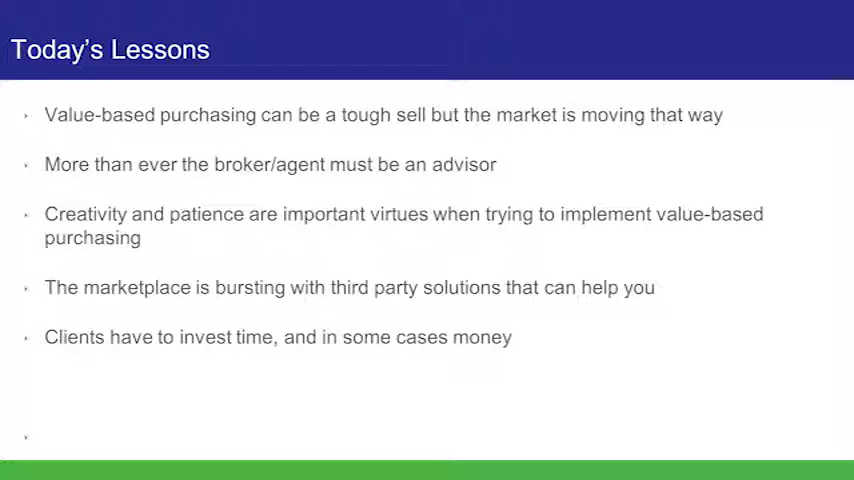 Today’s Lessons
Value-based purchasing can be a tough sell but the market is moving that way
More than ever the broker/agent must be an advisor
Creativity and patience are important virtues when trying to implement value-based
purchasing
The marketplace is bursting with third party solutions that can help you
Clients have to invest time, and in some cases money